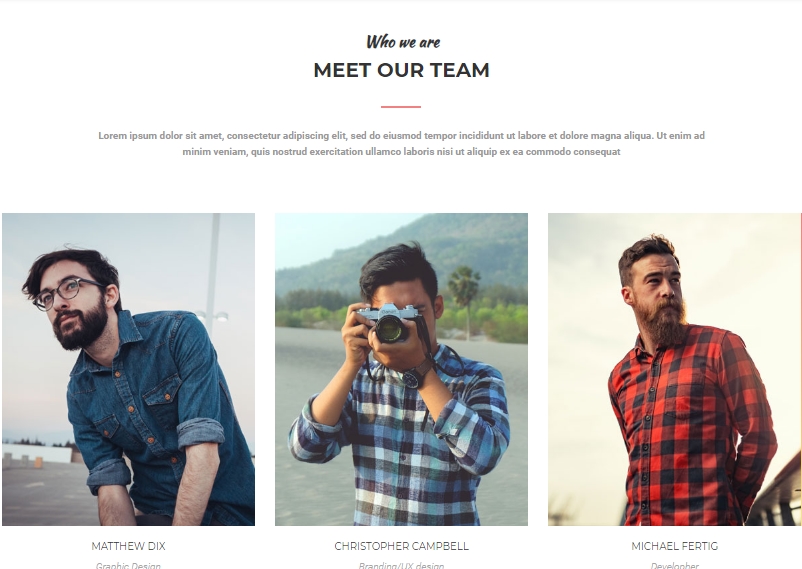 Who we are
MEET OUR TEAM
Lorem ipsum dolor sit amet, consectetur adipiscing elit, sed do eiusmod tempor incididunt ut labore et dolore magna aliqua. Ut enim ad
minim veniam, quis nostrud exercitation ullamco laboris nisi ut aliquip ex ea commodo consequat
MATTHEW DIX
CHRISTOPHER CAMPBELL
MICHAEL FERTIG
Graphic Design
Branding/UX design
Developher